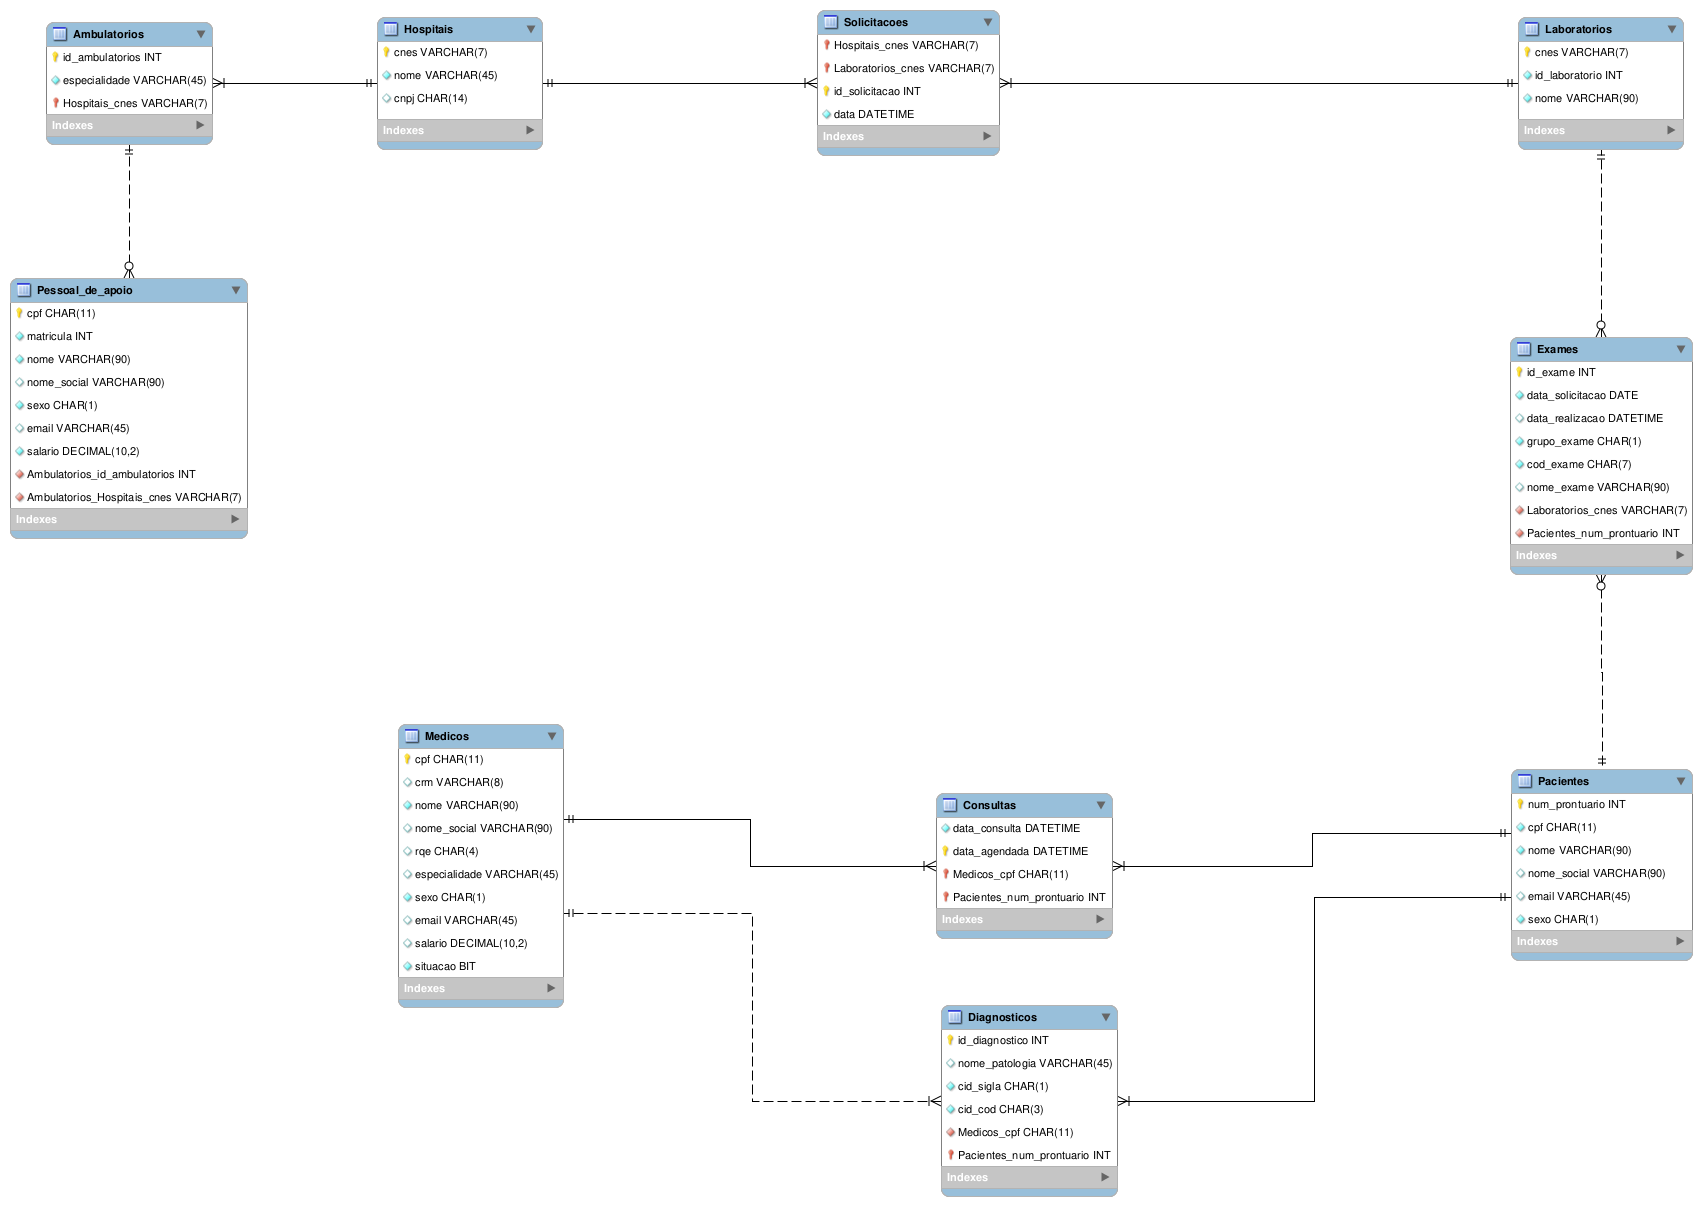 Ambulatorios
id_ambulatorios INT
especialidade VARCHAR(45)
Hospitais_cnes VARCHAR(7)
Indexes
Hospitais
cnes VARCHAR(7)
nome VARCHAR(45)
cnpj CHAR(14)
Indexes
Solicitacoes
Hospitais_cnes VARCHAR(7)
Laboratorios_cnes VARCHAR(7)
id_solicitacao INT
data DATETIME
Indexes
Laboratorios
cnes VARCHAR(7)
id_laboratorio INT
nome VARCHAR(90)
Indexes
Pessoal_de_apoio
cpf CHAR(11)
matricula INT
nome VARCHAR(90)
nome_social VARCHAR(90)
sexo CHAR(1)
email VARCHAR(45)
salario DECIMAL(10,2)
Ambulatorios_id_ambulatorios INT
Ambulatorios_Hospitais_cnes VARCHAR(7)
Indexes
Exames
id_exame INT
data_solicitacao DATE
data_realizacao DATETIME
grupo_exame CHAR(1)
cod_exame CHAR(7)
nome_exame VARCHAR(90)
Laboratorios_cnes VARCHAR(7)
Pacientes_num_prontuario INT
Indexes
Medicos
cpf CHAR(11)
crm VARCHAR(8)
nome VARCHAR(90)
nome_social VARCHAR(90)
rqe CHAR(4)
especialidade VARCHAR(45)
sexo CHAR(1)
email VARCHAR(45)
salario DECIMAL(10,2)
situacao BIT
Indexes
Consultas
data_consulta DATETIME
data_agendada DATETIME
Medicos_cpf CHAR(11)
Pacientes_num_prontuario INT
Indexes
Pacientes
num_prontuario INT
cpf CHAR(11)
nome VARCHAR(90)
nome_social VARCHAR(90)
email VARCHAR(45)
sexo CHAR(1)
Indexes
Diagnosticos
id_diagnostico INT
nome_patologia VARCHAR(45)
cid_sigla CHAR(1)
cid_cod CHAR(3)
Medicos_cpf CHAR(11)
Pacientes_num_prontuario INT
Indexes